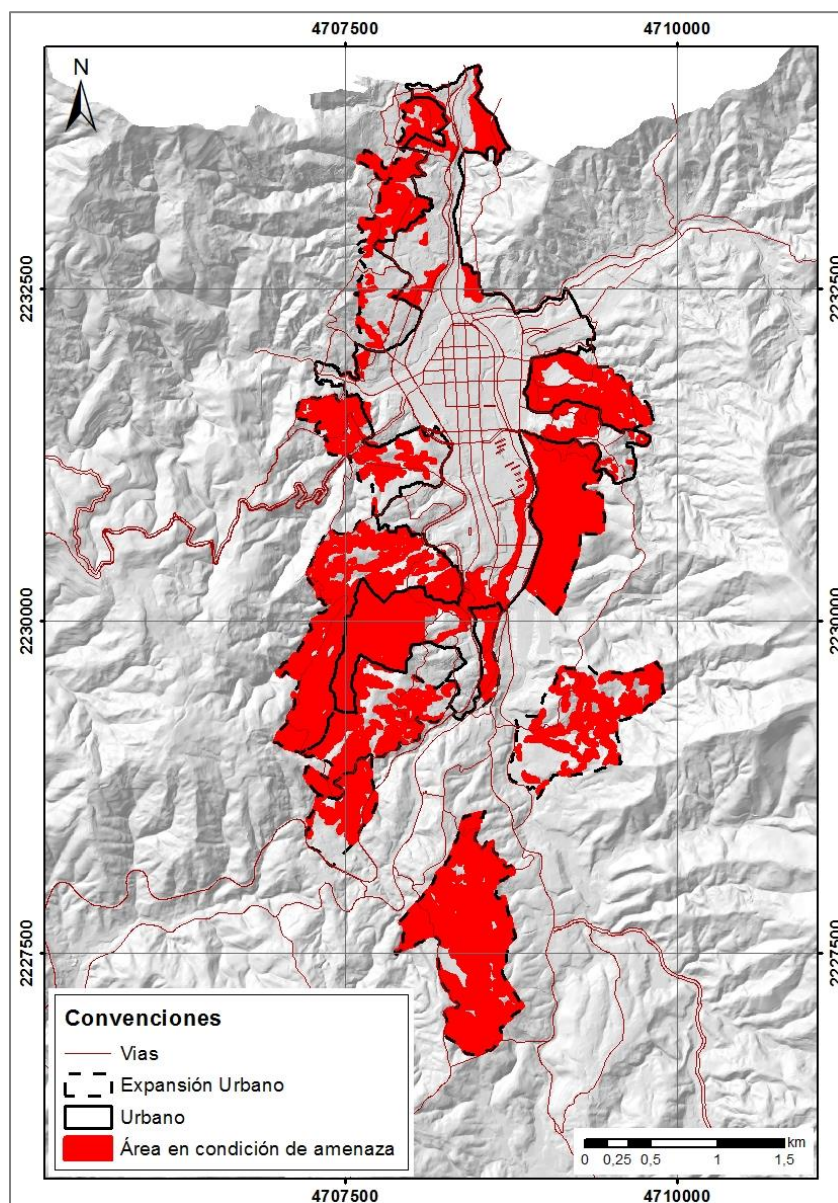 4707500 4710000
N
2232500 2232500
2230000 2230000
2227500 2227500
Convenciones
Vias
Expansión Urbano
Urbano
Área en condición de amenaza
km
0 0,25 0,5 1 1,5
4707500 4710000